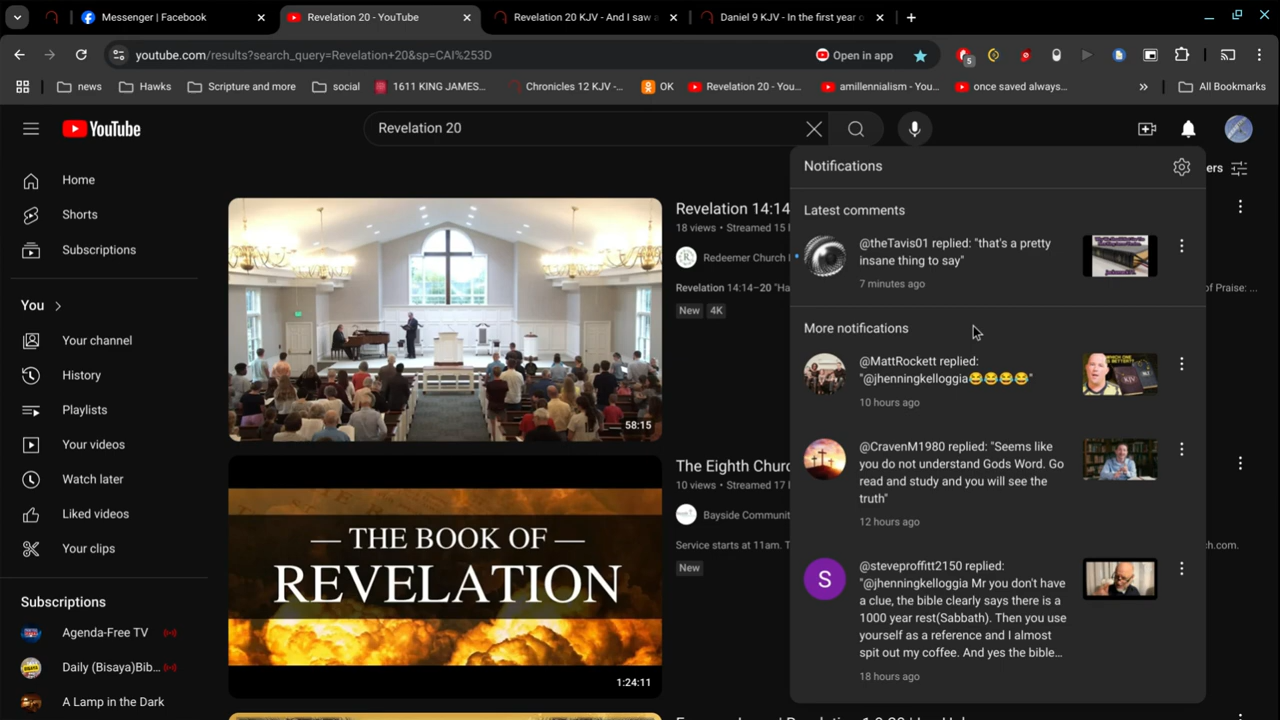 Messenger | Facebook
Revelation 20 - YouTube
Revelation 20 KJV - And I saw a
Daniel 9 KJV - In the first year o
youtube.com/results?search_query=Revelation+20&sp=CAI%253D
Open in app
5
news
Hawks
Scripture and more
social
1611 KING JAMES...
Chronicles 12 KJV -...
OK
Revelation 20 - You...
amillennialism - You...
once saved always...
All Bookmarks
YouTube
Revelation 20
Home
Shorts
Subscriptions
You
Your channel
History
Playlists
Your videos
Watch later
Liked videos
Your clips
Subscriptions
Agenda-Free TV
Daily (Bisaya)Bib...
A Lamp in the Dark
58:15
Revelation 14:14
18 views • Streamed 15
Redeemer Church
Revelation 14:14–20 "Ha
of Praise: ...
New
4K
THE BOOK OF
REVELATION
1:24:11
The Eighth Churc
10 views • Streamed 17
Bayside Communit
Service starts at 11am. T
ch.com.
New
ers
Notifications
Latest comments
@theTavis01 replied: "that's a pretty
insane thing to say"
7 minutes ago
More notifications
@MattRockett replied:
"@jhenningkelloggia😂😂😂😂"
10 hours ago
KJV
@CravenM1980 replied: "Seems like
you do not understand Gods Word. Go
read and study and you will see the
truth"
12 hours ago
S
@steveproffitt2150 replied:
"@jhenningkelloggia Mr you don't have
a clue, the bible clearly says there is a
1000 year rest(Sabbath). Then you use
yourself as a reference and I almost
spit out my coffee. And yes the bible...
18 hours ago